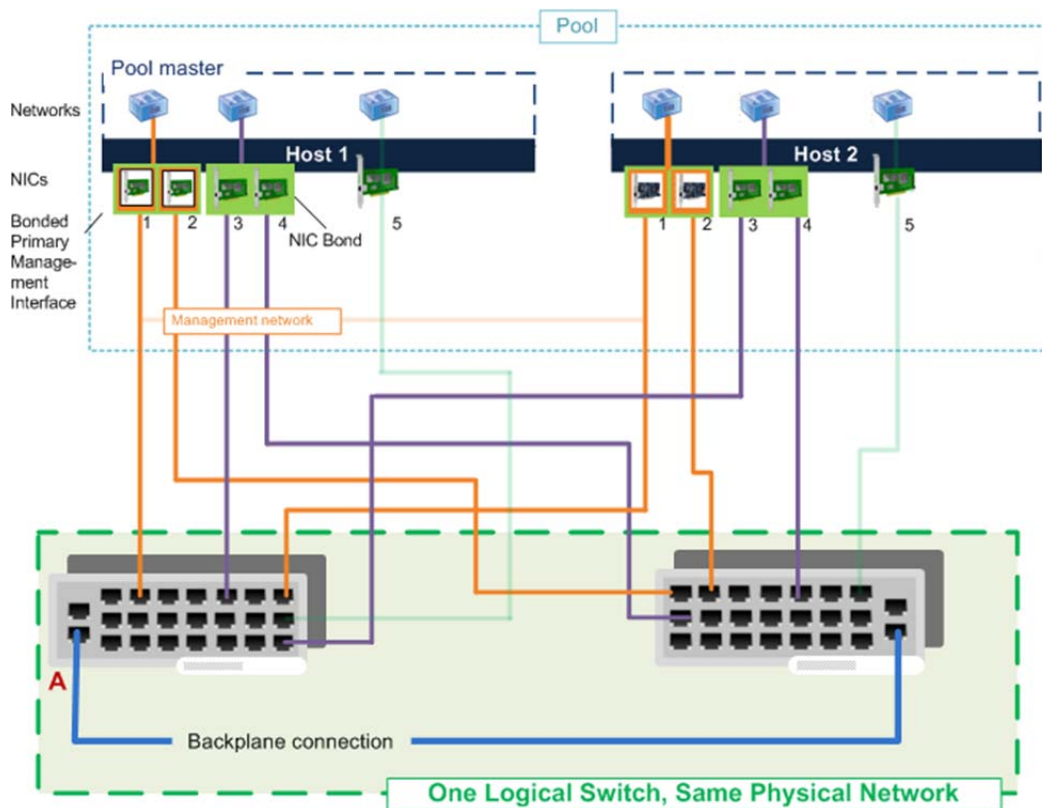 Pool
Pool master
Networks
Host 1
Host 2
NICs
1
2
3
4
5
1
2
3
4
5
NIC Bond
Bonded
Primary
Manage-
ment
Interface
Management network
A
Backplane connection
One Logical Switch, Same Physical Network